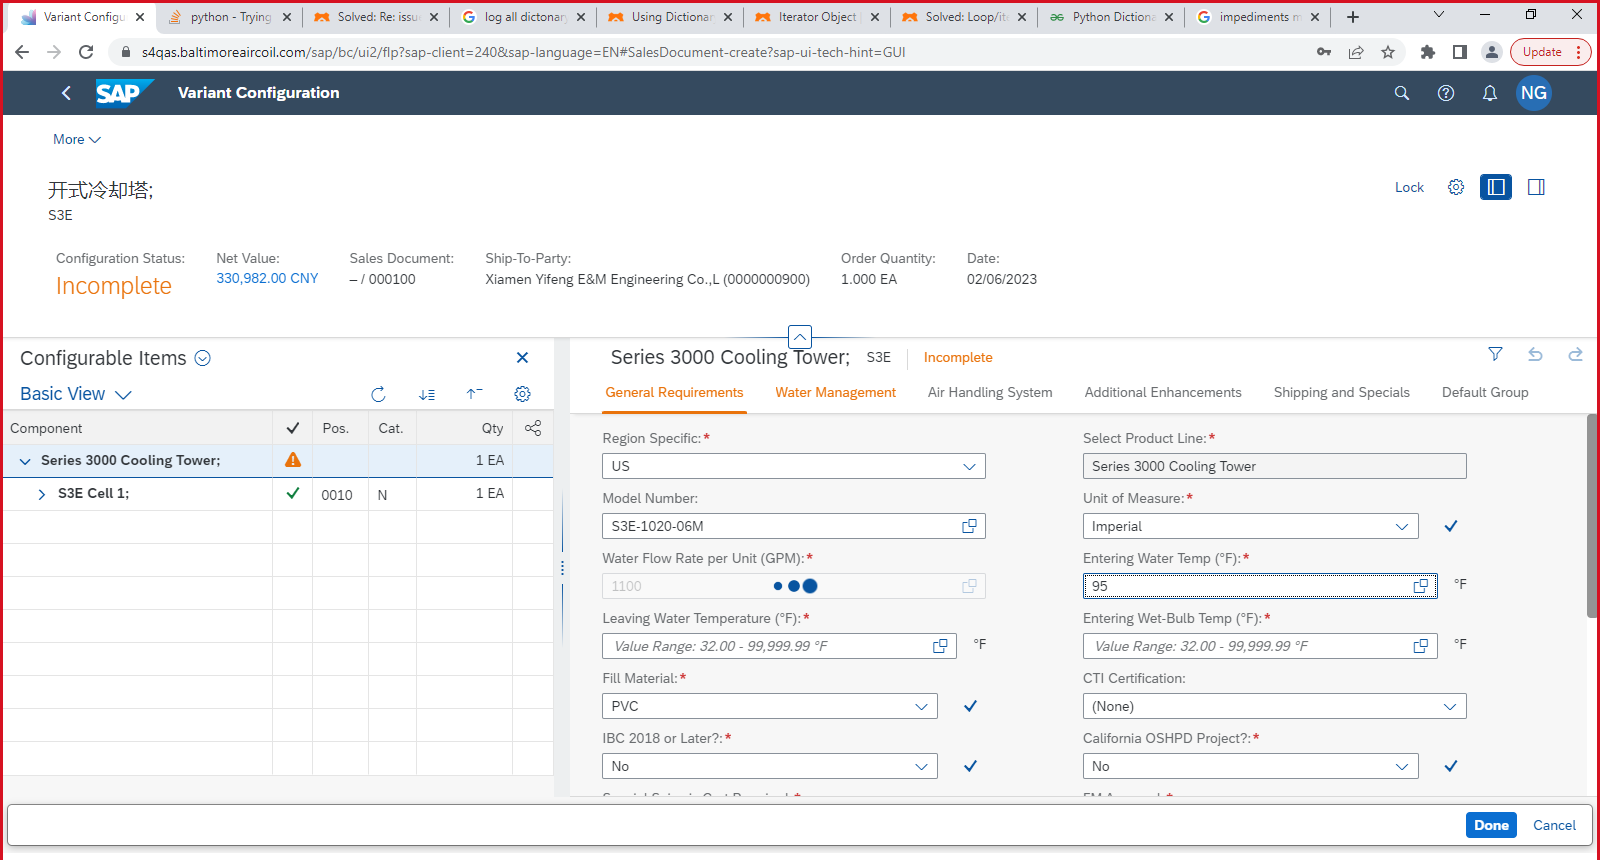 Variant Configu
python - Trying
Solved: Re: issue
log all dictonary
Using Dictionar
Iterator Object
Solved: Loop/ite
Python Dictiona
impediments m
s4qas.baltimoreaircoil.com/sap/bc/ui2/flp?sap-client=240&sap-language=EN#SalesDocument-create?sap-ui-tech-hint=GUI
Update
SAP Variant Configuration
NG
More
开式冷却塔;
S3E
Lock
Configuration Status: Net Value: Sales Document: Ship-To-Party: Order Quantity: Date:
Incomplete 330,982.00 CNY – / 000100 Xiamen Yifeng E&M Engineering Co.,L (0000000900) 1.000 EA 02/06/2023
Configurable Items
Basic View
Component Pos. Cat. Qty
Series 3000 Cooling Tower; 1 EA
S3E Cell 1; 0010 N 1 EA
Series 3000 Cooling Tower; S3E Incomplete
General Requirements Water Management Air Handling System Additional Enhancements Shipping and Specials Default Group
Region Specific:* Select Product Line:*
US Series 3000 Cooling Tower
Model Number: Unit of Measure:*
S3E-1020-06M Imperial
Water Flow Rate per Unit (GPM):* Entering Water Temp (°F):*
1100 95 °F
Leaving Water Temperature (°F):* Entering Wet-Bulb Temp (°F):*
Value Range: 32.00 - 99,999.99 °F °F Value Range: 32.00 - 99,999.99 °F °F
Fill Material:* CTI Certification:
PVC (None)
IBC 2018 or Later?:* California OSHPD Project?:*
No No
Done Cancel